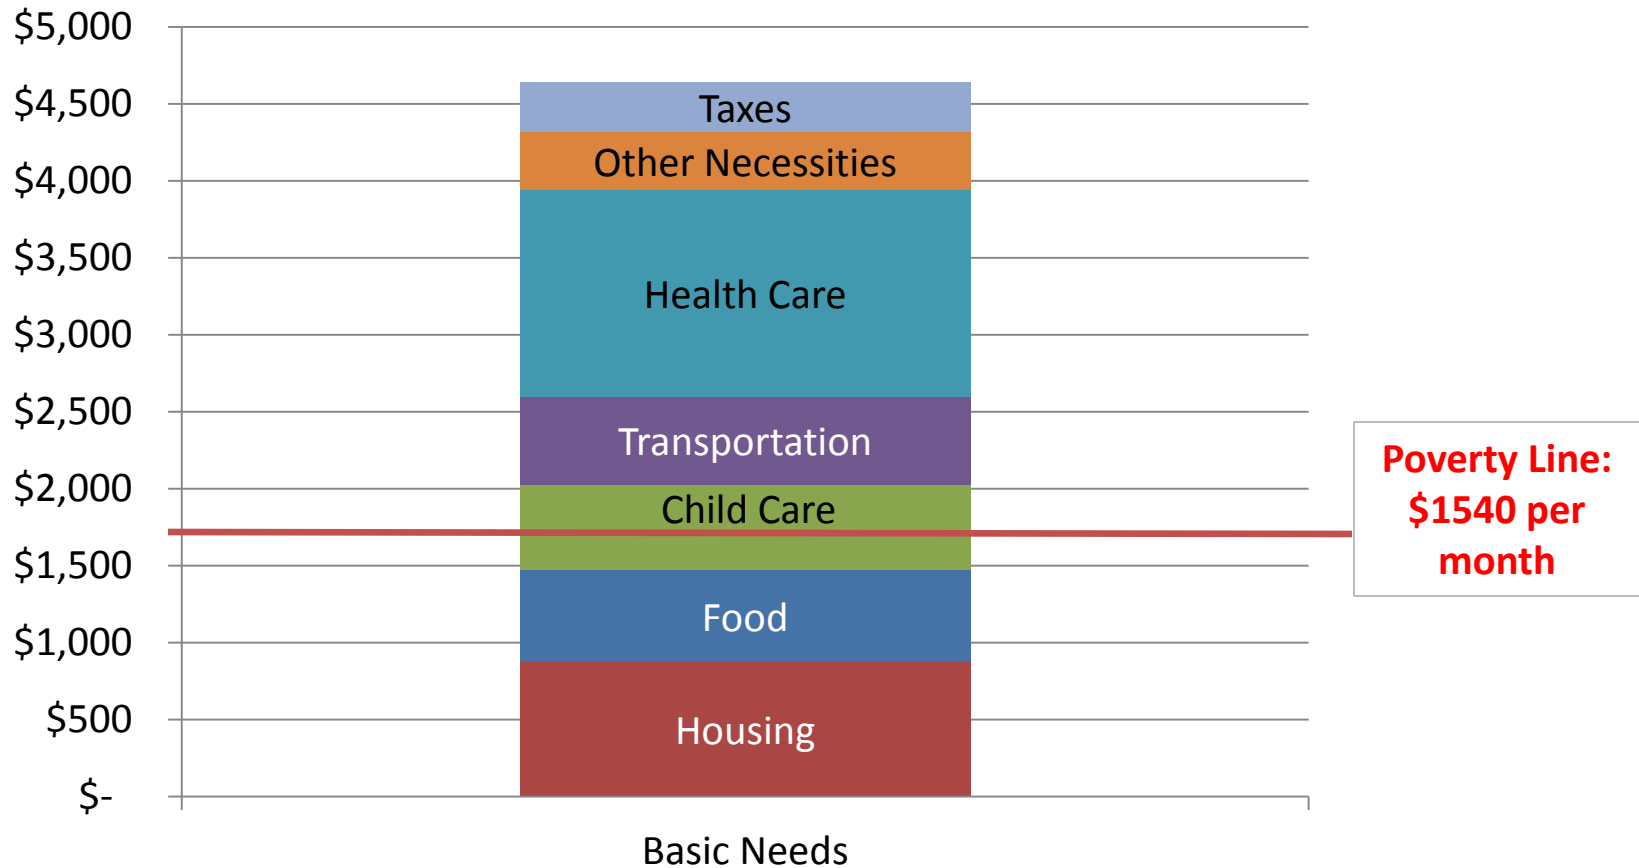 $5,000
$4,500
$4,000
$3,500
$3,000
$2,500
$2,000
$1,500
$1,000
$500
$-
Taxes
Other Necessities
Health Care
Transportation
Child Care
Food
Housing
Basic Needs
Poverty Line:
$1540 per
month